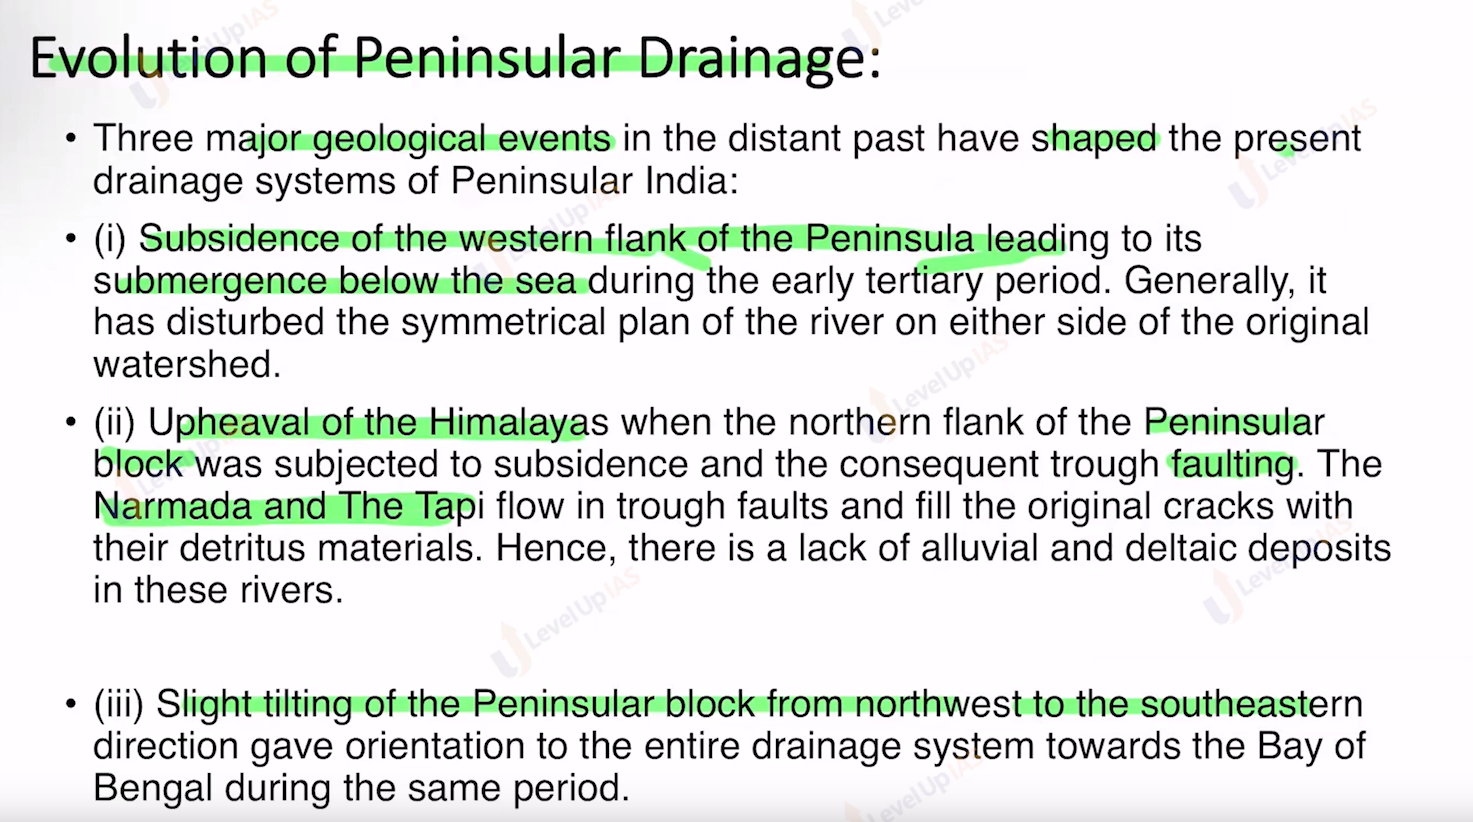 Evolution of Peninsular Drainage:
• Three major geological events in the distant past have shaped the present
drainage systems of Peninsular India:
• (i) Subsidence of the western flank of the Peninsula leading to its
submergence below the sea during the early tertiary period. Generally, it
has disturbed the symmetrical plan of the river on either side of the original
watershed.
• (ii) Upheaval of the Himalayas when the northern flank of the Peninsular
block was subjected to subsidence and the consequent trough faulting. The
Narmada and The Tapi flow in trough faults and fill the original cracks with
their detritus materials. Hence, there is a lack of alluvial and deltaic deposits
in these rivers.
• (iii) Slight tilting of the Peninsular block from northwest to the southeastern
direction gave orientation to the entire drainage system towards the Bay of
Bengal during the same period.
LevelUpIAS
LevelUpIAS
LevelUpIAS
LevelUpIAS
LevelUpIAS
LevelUpIAS
LevelUpIAS